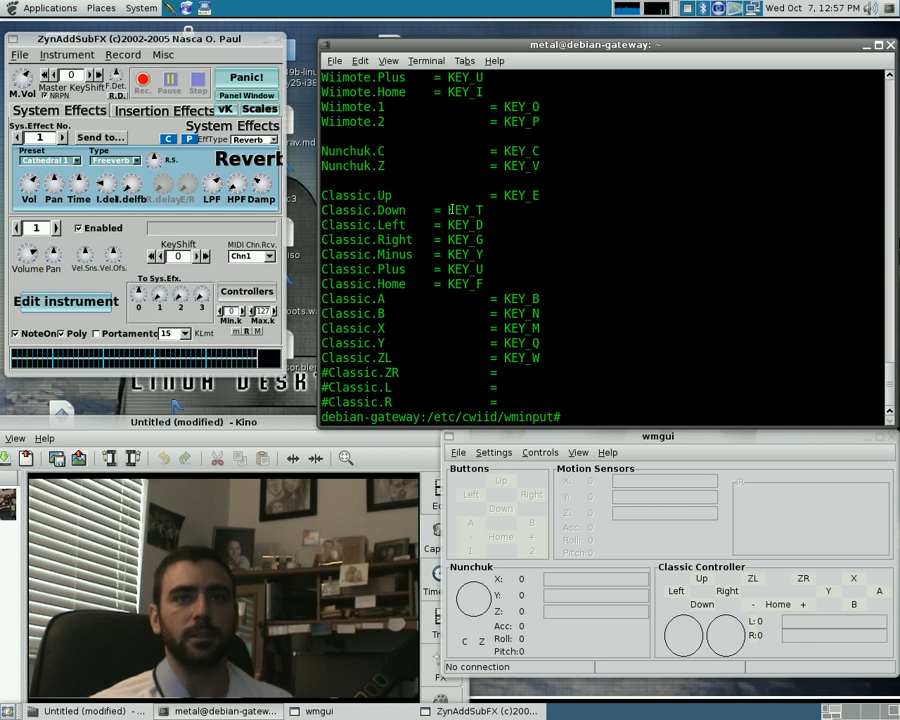 Applications Places System
Wed Oct 7, 12:57 PM
ZynAddSubFX (c)2002-2005 Nasca O. Paul
File Instrument Record Misc
0
M.Vol
Master KeyShift
NRPN
F.Det.
R.D.
Record Pause Stop
Panic!
Panel Window
vK Scales
System Effects Insertion Effects
Sys.Effect No.
System Effects
1 Send to... C P EffType Reverb
Preset Type
Cathedral 1 Freeverb R.S. Reverb
Vol Pan Time I.del I.delfb R.delay E/R LPF HPF Damp
1 Enabled
KeyShift MIDI Chn.Rcv.
0 Chn1
Volume Pan Vel.Sns. Vel.Ofs.
To Sys.Efx. Controllers
Edit instrument
0 1 2 3
0 127
Min.k Max.k
m R M
NoteOn Poly Portamento 15 KLmt
metal@debian-gateway: ~
File Edit View Terminal Tabs Help
Wiimote.Plus = KEY_U
Wiimote.Home = KEY_I
Wiimote.1 = KEY_O
Wiimote.2 = KEY_P
Nunchuk.C = KEY_C
Nunchuk.Z = KEY_V
Classic.Up = KEY_E
Classic.Down = KEY_T
Classic.Left = KEY_D
Classic.Right = KEY_G
Classic.Minus = KEY_Y
Classic.Plus = KEY_U
Classic.Home = KEY_F
Classic.A = KEY_B
Classic.B = KEY_N
Classic.X = KEY_M
Classic.Y = KEY_Q
Classic.ZL = KEY_W
#Classic.ZR =
#Classic.L =
#Classic.R =
debian-gateway:/etc/cwiid/wminput#
LINUX DESK
Untitled (modified) - Kino
View Help
wmgui
File Settings Controls View Help
Buttons
Up
Left Right
Down
A B
- Home +
1 2
Motion Sensors
X: 0
Y: 0
Z: 0
Acc: 0
Roll: 0
Pitch:0
IR
Nunchuk
X: 0
Y: 0
Z: 0
Acc: 0
C Z Roll: 0
Pitch:0
Classic Controller
Up ZL ZR X
Left Right Y A
Down - Home + B
L: 0
R:0
No connection
FX
Untitled (modified) - ... metal@debian-gatew... wmgui ZynAddSubFX (c)200...